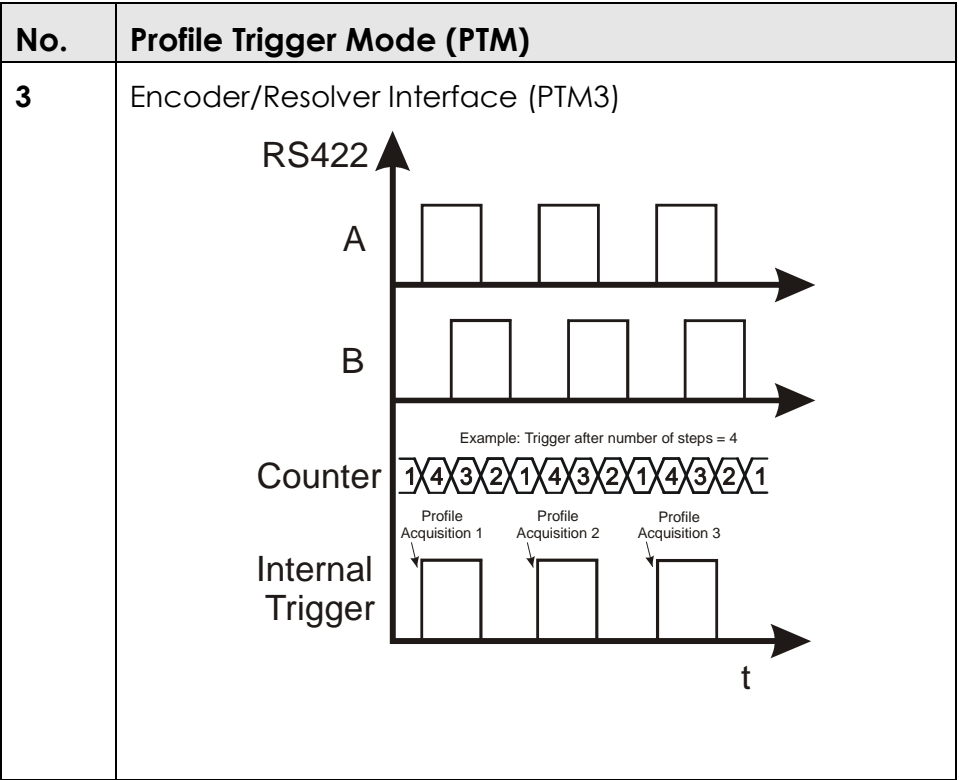 No. Profile Trigger Mode (PTM)
3 Encoder/Resolver Interface (PTM3)
RS422
A
B
Example: Trigger after number of steps = 4
Counter 1 4 3 2 1 4 3 2 1 4 3 2 1
Profile Profile Profile
Acquisition 1 Acquisition 2 Acquisition 3
Internal
Trigger
t